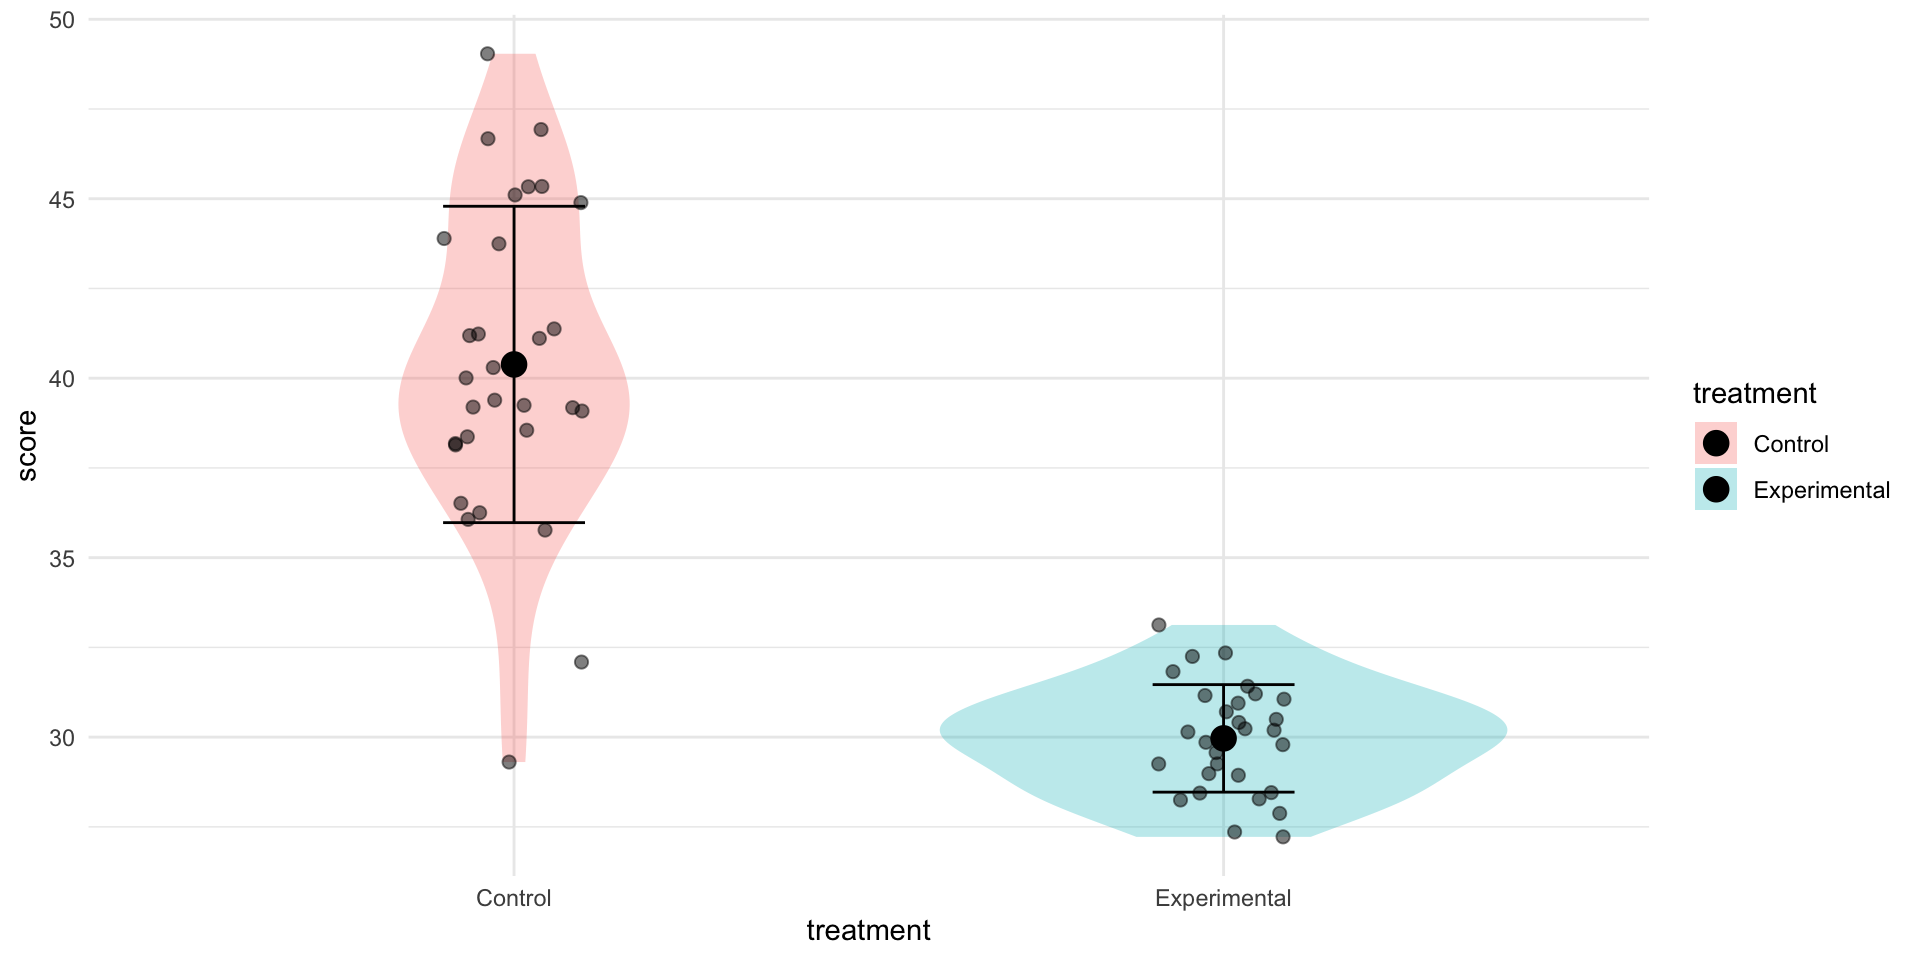 50
45
40
35
30
score
Control
Experimental
treatment
treatment
Control
Experimental